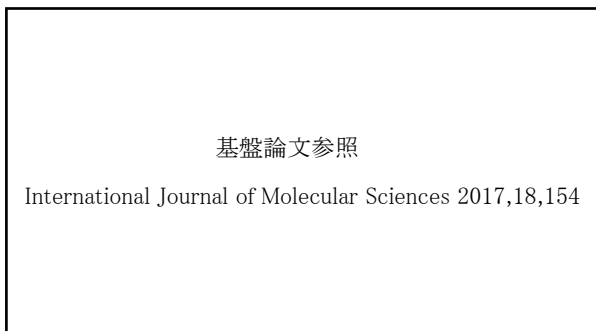 基盤論文参照
International Journal of Molecular Sciences 2017,18,154